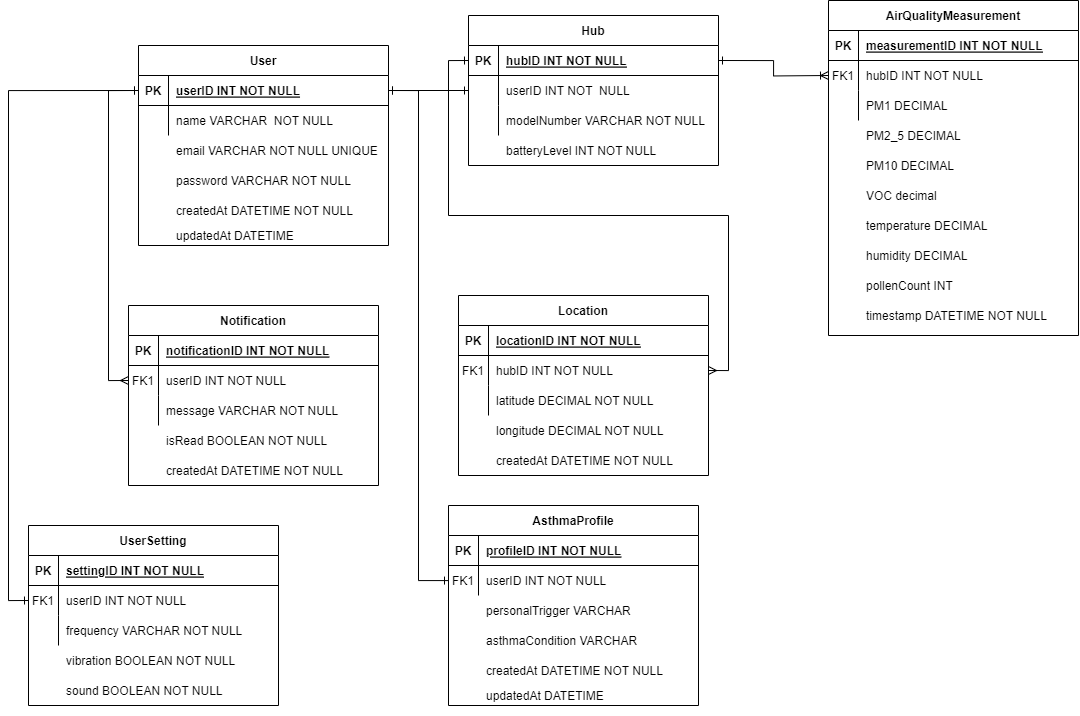 User
PK userID INT NOT NULL
name VARCHAR  NOT NULL
email VARCHAR NOT NULL UNIQUE
password VARCHAR NOT NULL
createdAt DATETIME NOT NULL
updatedAt DATETIME
Hub
PK hubID INT NOT NULL
userID INT NOT  NULL
modelNumber VARCHAR NOT NULL
batteryLevel INT NOT NULL
AirQualityMeasurement
PK measurementID INT NOT NULL
FK1 hubID INT NOT NULL
PM1 DECIMAL
PM2_5 DECIMAL
PM10 DECIMAL
VOC decimal
temperature DECIMAL
humidity DECIMAL
pollenCount INT
timestamp DATETIME NOT NULL
Notification
PK notificationID INT NOT NULL
FK1 userID INT NOT NULL
message VARCHAR NOT NULL
isRead BOOLEAN NOT NULL
createdAt DATETIME NOT NULL
Location
PK locationID INT NOT NULL
FK1 hubID INT NOT NULL
latitude DECIMAL NOT NULL
longitude DECIMAL NOT NULL
createdAt DATETIME NOT NULL
UserSetting
PK settingID INT NOT NULL
FK1 userID INT NOT NULL
frequency VARCHAR NOT NULL
vibration BOOLEAN NOT NULL
sound BOOLEAN NOT NULL
AsthmaProfile
PK profileID INT NOT NULL
FK1 userID INT NOT NULL
personalTrigger VARCHAR
asthmaCondition VARCHAR
createdAt DATETIME NOT NULL
updatedAt DATETIME